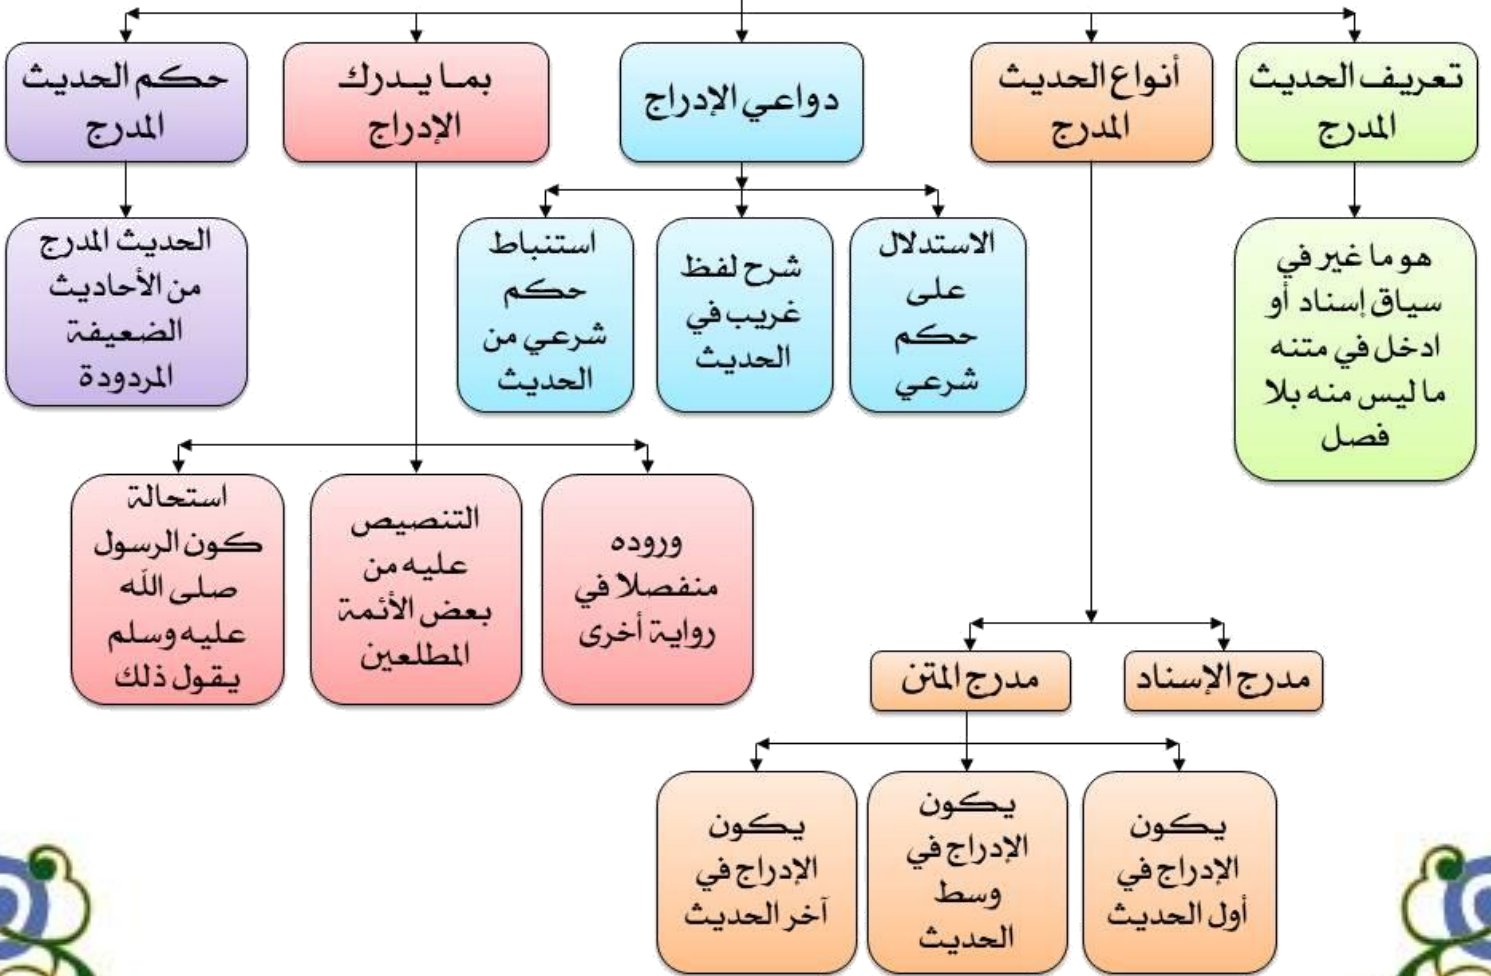 تعريف الحديث
المدرج
أنواع الحديث
المدرج
دواعي الإدراج
بما يدرك
الإدراج
حكم الحديث
المدرج
هو ما غير في
سياق إسناد أو
ادخل في متنه
ما ليس منه بلا
فصل
الاستدلال
على
حكم
شرعي
شرح لفظ
غريب في
الحديث
استنباط
حكم
شرعي من
الحديث
الحديث المدرج
من الأحاديث
الضعيفة
المردودة
وروده
منفصلا في
رواية أخرى
التنصيص
عليه من
بعض الأئمة
المطلعين
استحالة
كون الرسول
صلى الله
عليه وسلم
يقول ذلك
مدرج الإسناد
مدرج المتن
يكون
الإدراج في
أول الحديث
يكون
الإدراج في
وسط
الحديث
يكون
الإدراج في
آخر الحديث